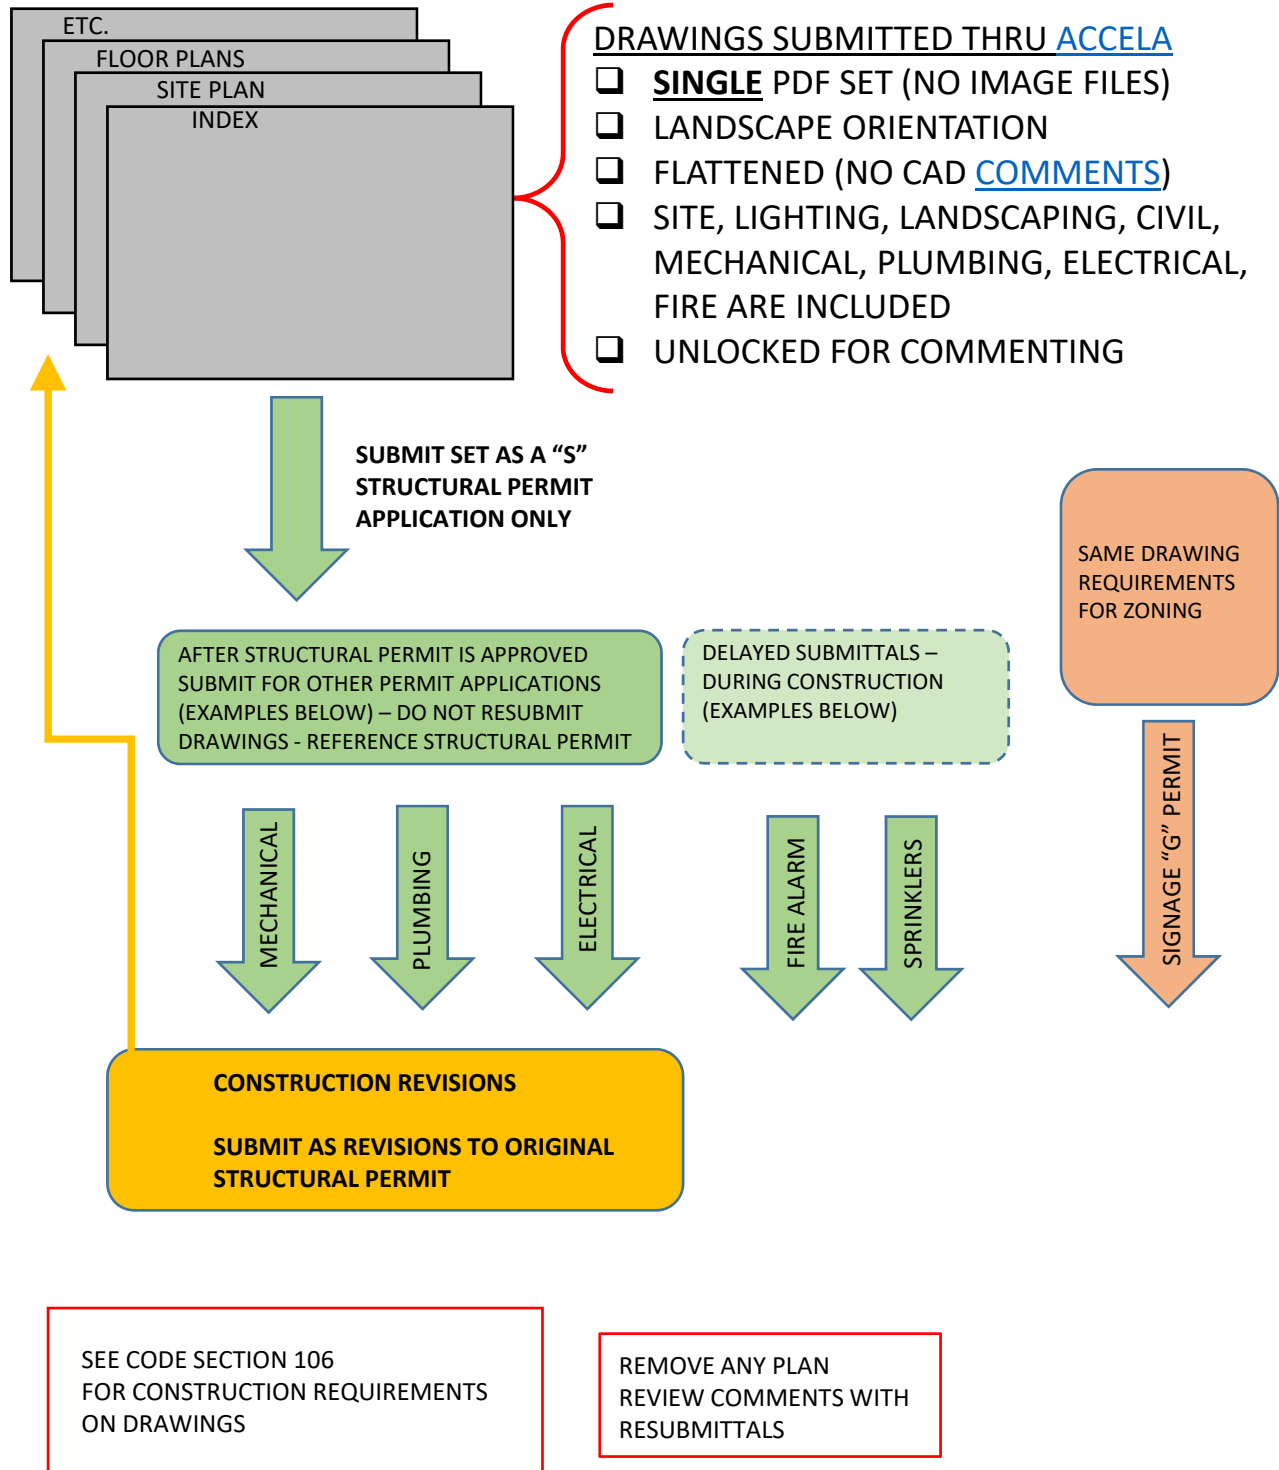 ETC.
FLOOR PLANS
SITE PLAN
INDEX
DRAWINGS SUBMITTED THRU ACCELA
❑ SINGLE PDF SET (NO IMAGE FILES)
❑ LANDSCAPE ORIENTATION
❑ FLATTENED (NO CAD COMMENTS)
❑ SITE, LIGHTING, LANDSCAPING, CIVIL,
MECHANICAL, PLUMBING, ELECTRICAL,
FIRE ARE INCLUDED
❑ UNLOCKED FOR COMMENTING
SUBMIT SET AS A “S”
STRUCTURAL PERMIT
APPLICATION ONLY
SAME DRAWING
REQUIREMENTS
FOR ZONING
AFTER STRUCTURAL PERMIT IS APPROVED
SUBMIT FOR OTHER PERMIT APPLICATIONS
(EXAMPLES BELOW) – DO NOT RESUBMIT
DRAWINGS - REFERENCE STRUCTURAL PERMIT
DELAYED SUBMITTALS –
DURING CONSTRUCTION
(EXAMPLES BELOW)
MECHANICAL
PLUMBING
ELECTRICAL
FIRE ALARM
SPRINKLERS
SIGNAGE “G” PERMIT
CONSTRUCTION REVISIONS
SUBMIT AS REVISIONS TO ORIGINAL
STRUCTURAL PERMIT
SEE CODE SECTION 106
FOR CONSTRUCTION REQUIREMENTS
ON DRAWINGS
REMOVE ANY PLAN
REVIEW COMMENTS WITH
RESUBMITTALS